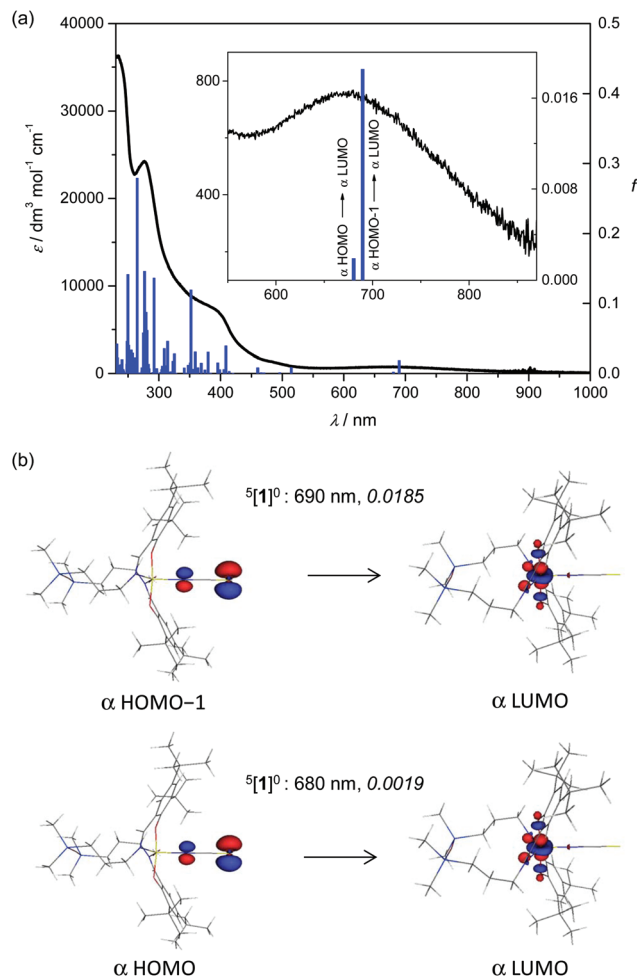 (a)
40000
30000
20000
10000
0
ε / dm³ mol⁻¹ cm⁻¹
300
400
500
600
700
800
900
1000
λ / nm
0.5
0.4
0.3
0.2
0.1
0.0
f
800
400
600
700
800
0.016
0.008
0.000
α HOMO ⟶ α LUMO
α HOMO-1 ⟶ α LUMO
(b)
⁵[1]⁰ : 690 nm, 0.0185
α HOMO−1
α LUMO
⁵[1]⁰ : 680 nm, 0.0019
α HOMO
α LUMO